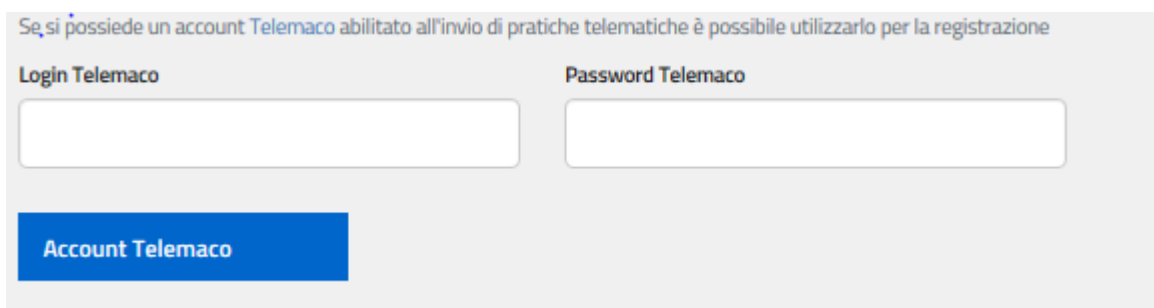 Se si possiede un account Telemaco abilitato all'invio di pratiche telematiche è possibile utilizzarlo per la registrazione
Login Telemaco
Password Telemaco
Account Telemaco